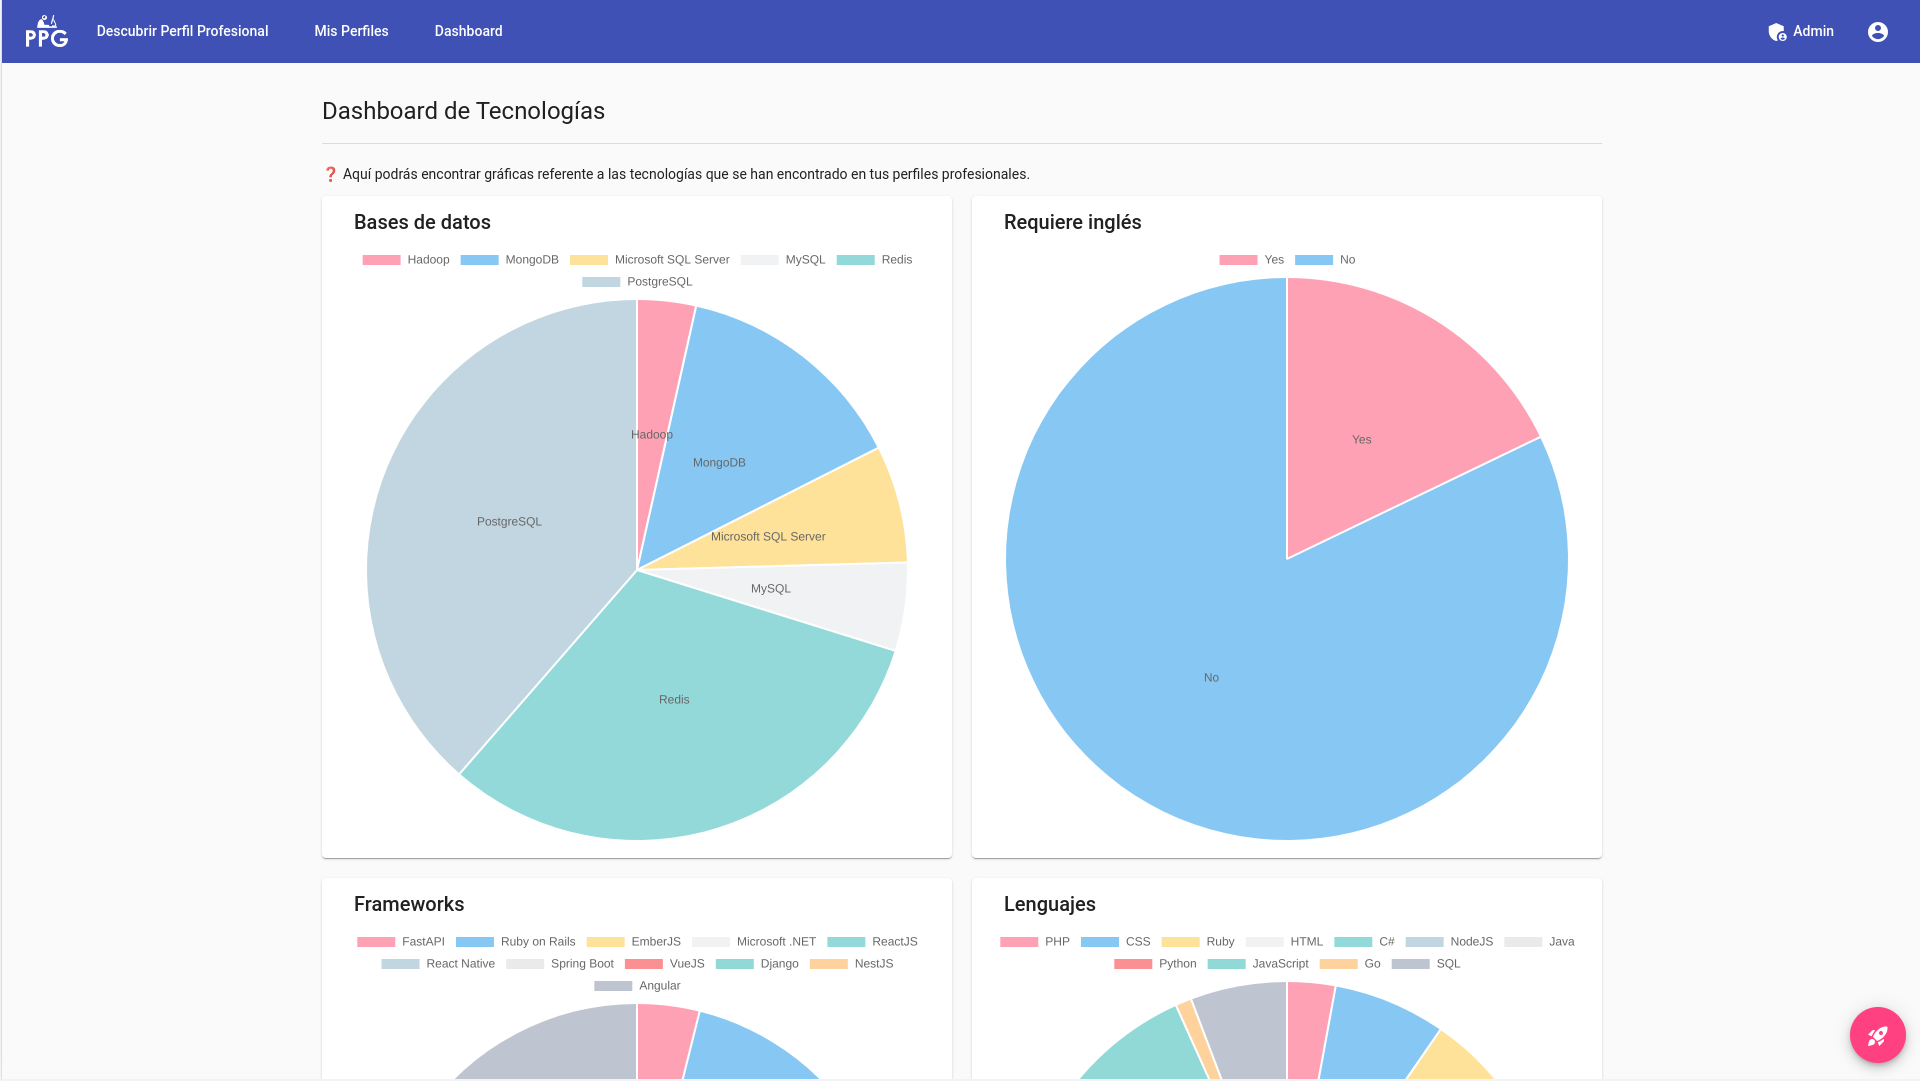 PPG
Descubrir Perfil Profesional
Mis Perfiles
Dashboard
Admin
Dashboard de Tecnologías
❓ Aquí podrás encontrar gráficas referente a las tecnologías que se han encontrado en tus perfiles profesionales.
Bases de datos
Hadoop MongoDB Microsoft SQL Server MySQL Redis
PostgreSQL
Hadoop
MongoDB
PostgreSQL
Microsoft SQL Server
MySQL
Redis
Requiere inglés
Yes No
Yes
No
Frameworks
FastAPI Ruby on Rails EmberJS Microsoft .NET ReactJS
React Native Spring Boot VueJS Django NestJS
Angular
Lenguajes
PHP CSS Ruby HTML C# NodeJS Java
Python JavaScript Go SQL